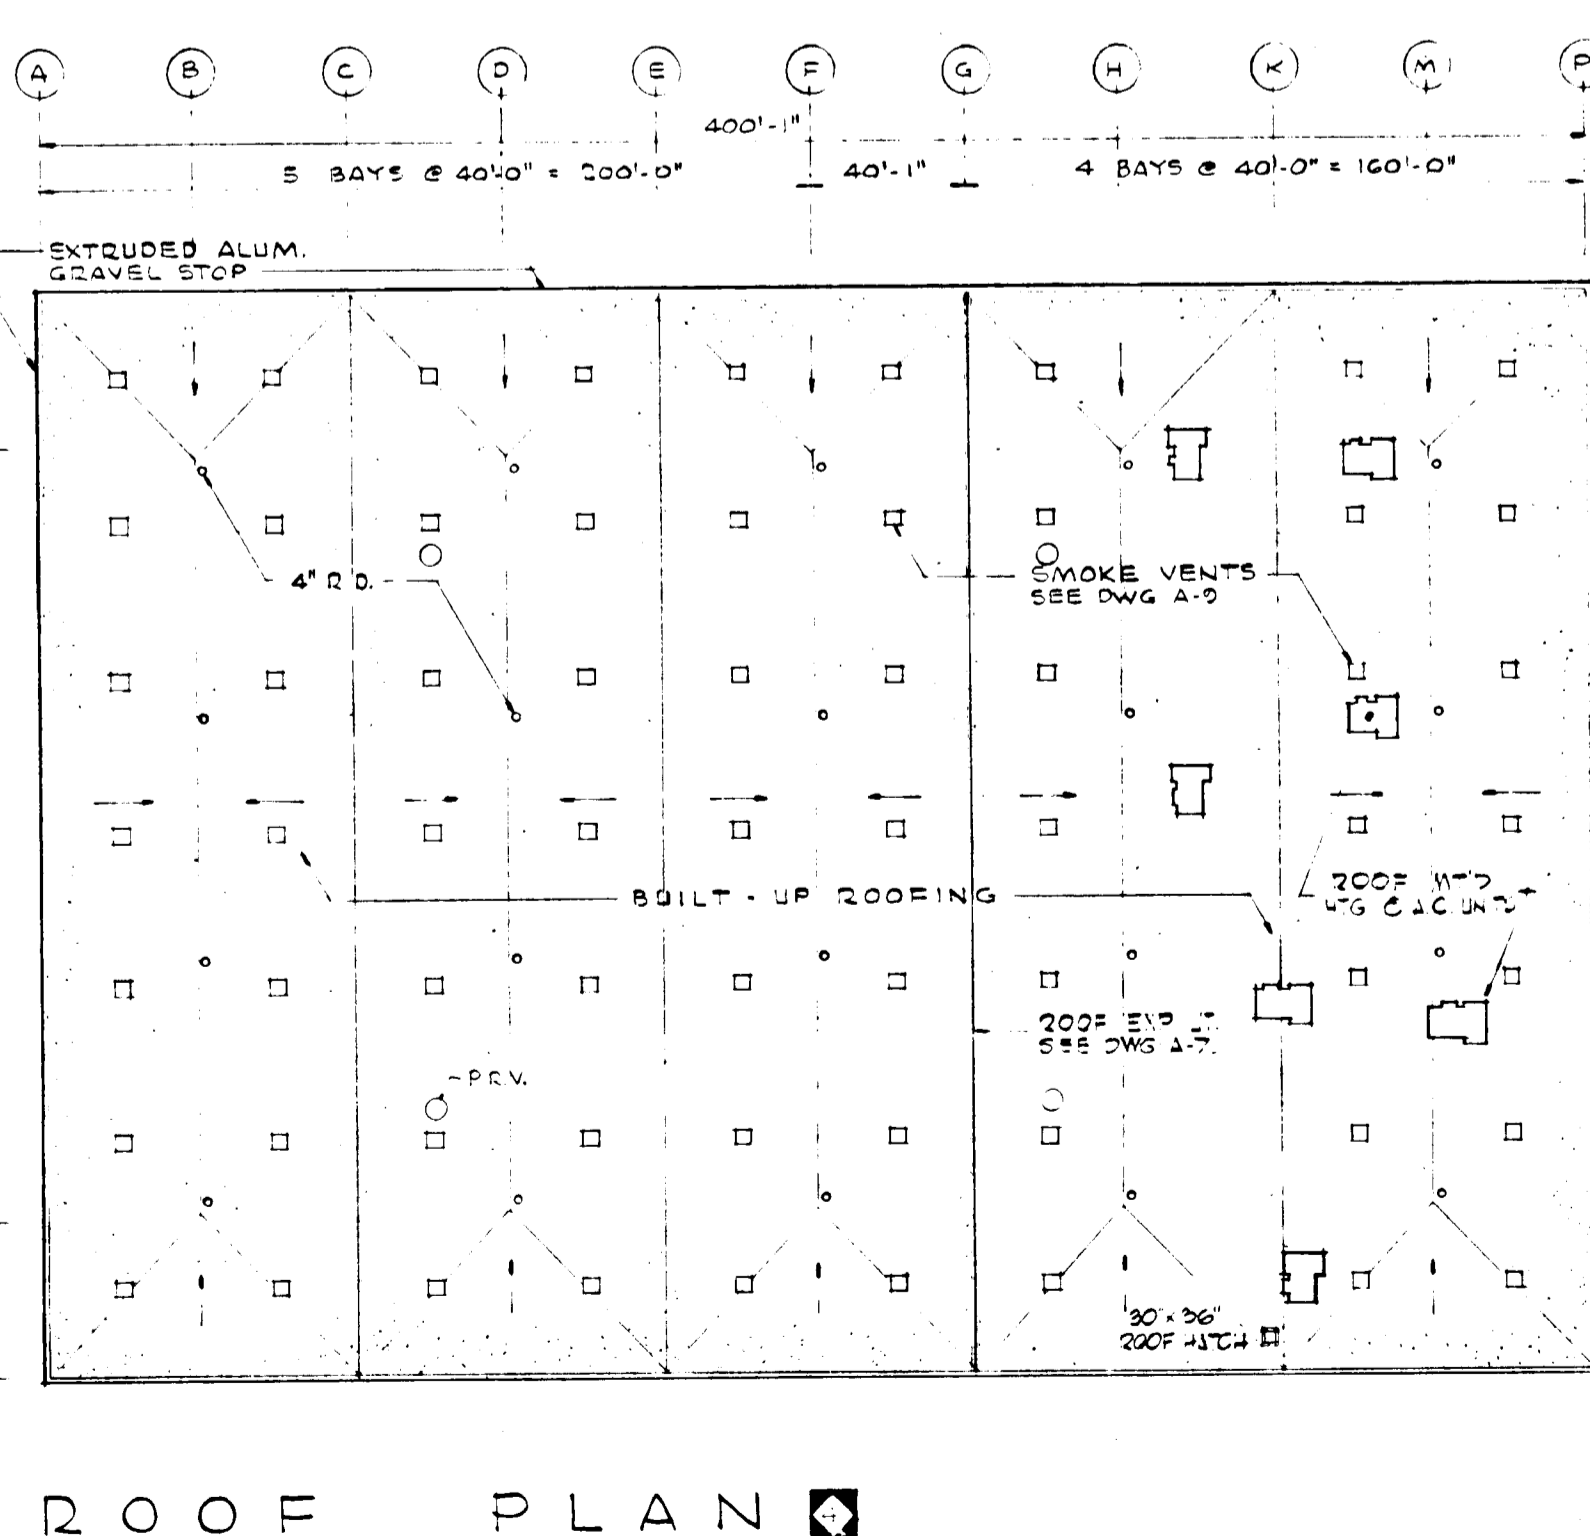 A B C D E F G H K M P
400'-1"
5 BAYS @ 40'-0" = 200'-0"
40'-1"
4 BAYS @ 40'-0" = 160'-0"
EXTRUDED ALUM.
GRAVEL STOP
4" R.D.
SMOKE VENTS
SEE DWG A-9
BUILT-UP ROOFING
ROOF MT'D
HTG & A.C. UNITS
ROOF EXP. JT.
SEE DWG A-7.
P.R.V.
30" x 36"
ROOF HATCH
ROOF PLAN